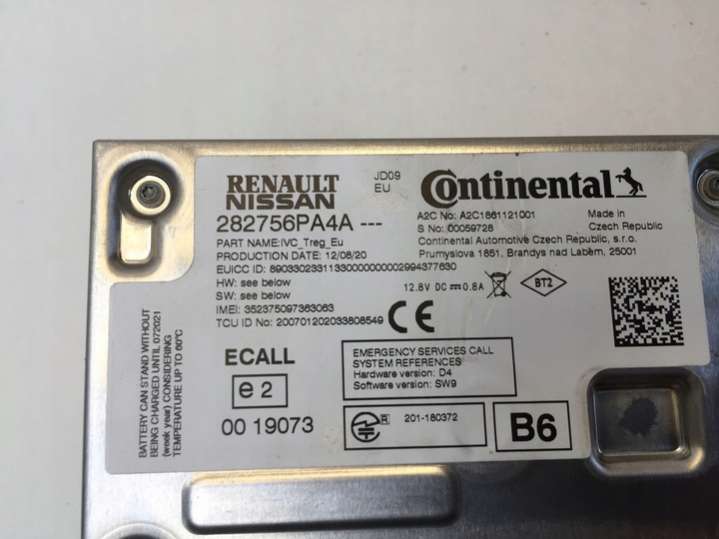 RENAULT
NISSAN
JD09
EU
Continental
282756PA4A ---
A2C No: A2C1861121001
S No: 00059728
Made in
Czech Republic
PART NAME:IVC_Treg_Eu
PRODUCTION DATE: 12/08/20
Continental Automotive Czech Republic, s.r.o.
Prumyslova 1851, Brandys nad Labem, 25001
EUICC ID: 89033023311330000000002994377630
HW: see below
SW: see below
12.8V DC ⎓ 0.8A
BT2
IMEI: 352375097363063
TCU ID No: 200701202033808549
CE
BATTERY CAN STAND WITHOUT
BEING CHARGED UNTIL 072021
(week year) CONSIDERING
TEMPERATURE UP TO 60°C
ECALL
e2
00 19073
EMERGENCY SERVICES CALL
SYSTEM REFERENCES
Hardware version: D4
Software version: SW9
R
201-180372
B6